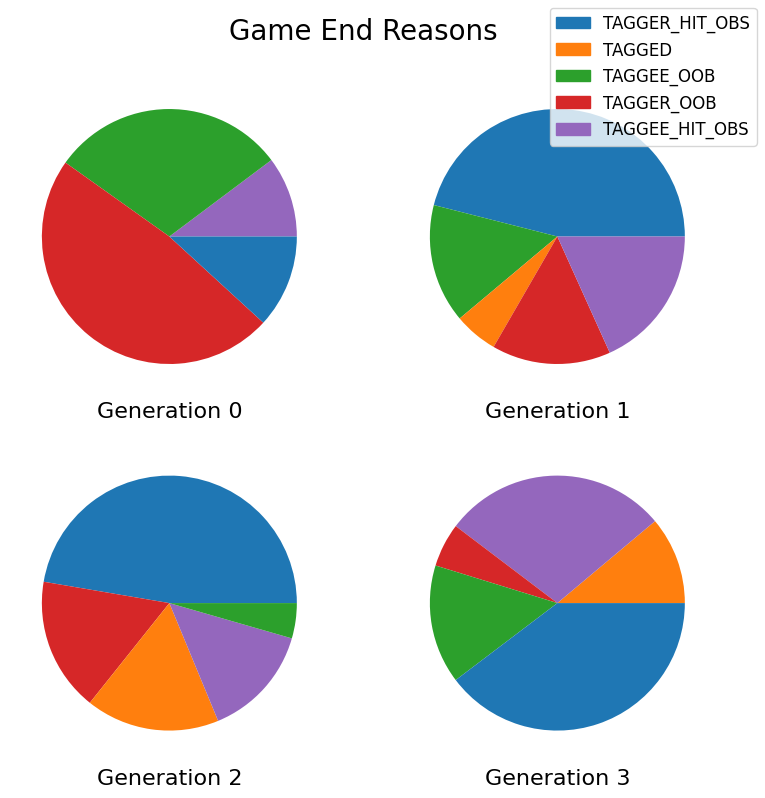 Game End Reasons
TAGGER_HIT_OBS
TAGGED
TAGGEE_OOB
TAGGER_OOB
TAGGEE_HIT_OBS
Generation 0
Generation 1
Generation 2
Generation 3